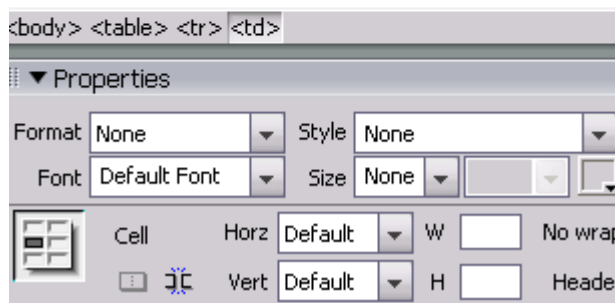 <body> <table> <tr> <td>
Properties
Format None Style None
Font Default Font Size None
Cell Horz Default W No wrap
Vert Default H Heade